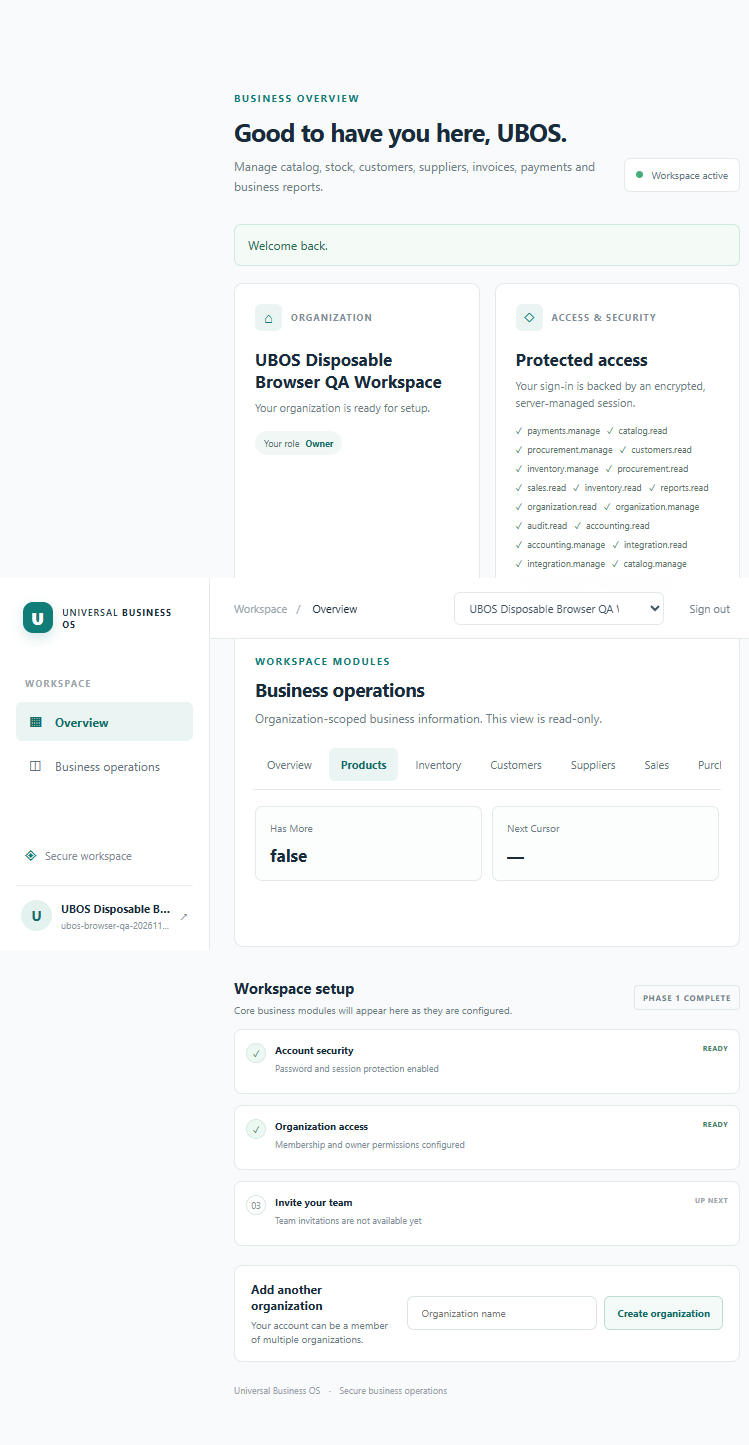 BUSINESS OVERVIEW
Good to have you here, UBOS.
Manage catalog, stock, customers, suppliers, invoices, payments and
business reports.
Workspace active
Welcome back.
ORGANIZATION
UBOS Disposable
Browser QA Workspace
Your organization is ready for setup.
Your role Owner
ACCESS & SECURITY
Protected access
Your sign-in is backed by an encrypted,
server-managed session.
✓ payments.manage ✓ catalog.read
✓ procurement.manage ✓ customers.read
✓ inventory.manage ✓ procurement.read
✓ sales.read ✓ inventory.read ✓ reports.read
✓ organization.read ✓ organization.manage
✓ audit.read ✓ accounting.read
✓ accounting.manage ✓ integration.read
✓ integration.manage ✓ catalog.manage
U
UNIVERSAL BUSINESS
OS
WORKSPACE
Overview
Business operations
Secure workspace
U
UBOS Disposable B...
ubos-browser-qa-202611...
Workspace / Overview
UBOS Disposable Browser QA \
Sign out
WORKSPACE MODULES
Business operations
Organization-scoped business information. This view is read-only.
Overview Products Inventory Customers Suppliers Sales Purcl
Has More
false
Next Cursor
—
Workspace setup
Core business modules will appear here as they are configured.
PHASE 1 COMPLETE
✓ Account security
Password and session protection enabled
READY
✓ Organization access
Membership and owner permissions configured
READY
03 Invite your team
Team invitations are not available yet
UP NEXT
Add another
organization
Your account can be a member
of multiple organizations.
Organization name
Create organization
Universal Business OS · Secure business operations